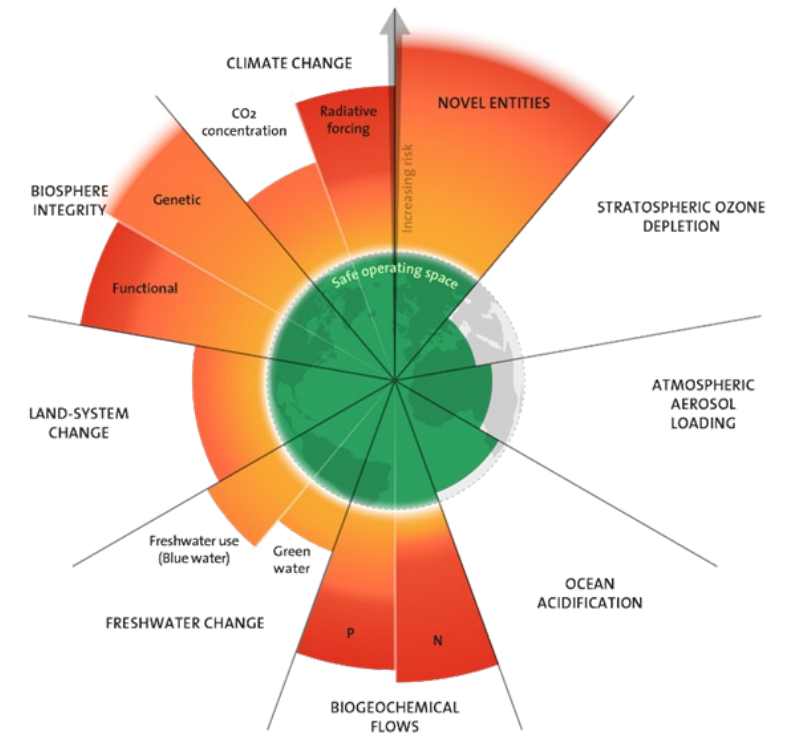 CLIMATE CHANGE
CO2
concentration
Radiative
forcing
NOVEL ENTITIES
Increasing risk
BIOSPHERE
INTEGRITY
Genetic
Functional
STRATOSPHERIC OZONE
DEPLETION
Safe operating space
LAND-SYSTEM
CHANGE
ATMOSPHERIC
AEROSOL
LOADING
Freshwater use
(Blue water)
Green
water
FRESHWATER CHANGE
OCEAN
ACIDIFICATION
P
N
BIOGEOCHEMICAL
FLOWS